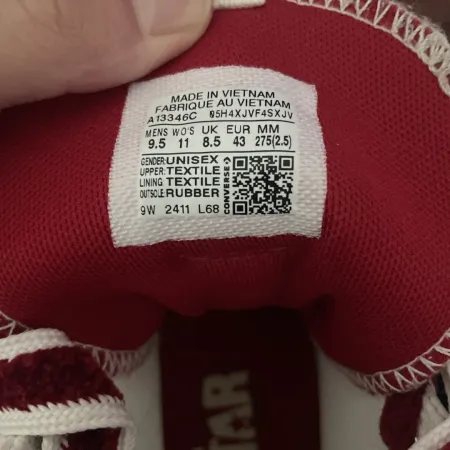 MADE IN VIETNAM
FABRIQUE AU VIETNAM
A13346C 05H4XJVF4SXJV
MENS WO'S UK EUR MM
9.5 11 8.5 43 275(2.5)
GENDER: UNISEX
UPPER: TEXTILE
LINING: TEXTILE
OUTSOLE: RUBBER
9W 2411 L68
CONVERSE
TAR